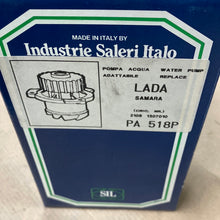 MADE IN ITALY BY
Industrie Saleri Italo
POMPA ACQUA WATER PUMP
ADATTABILE REPLACE
LADA
SAMARA
2108 1307010
PA 518P
SIL